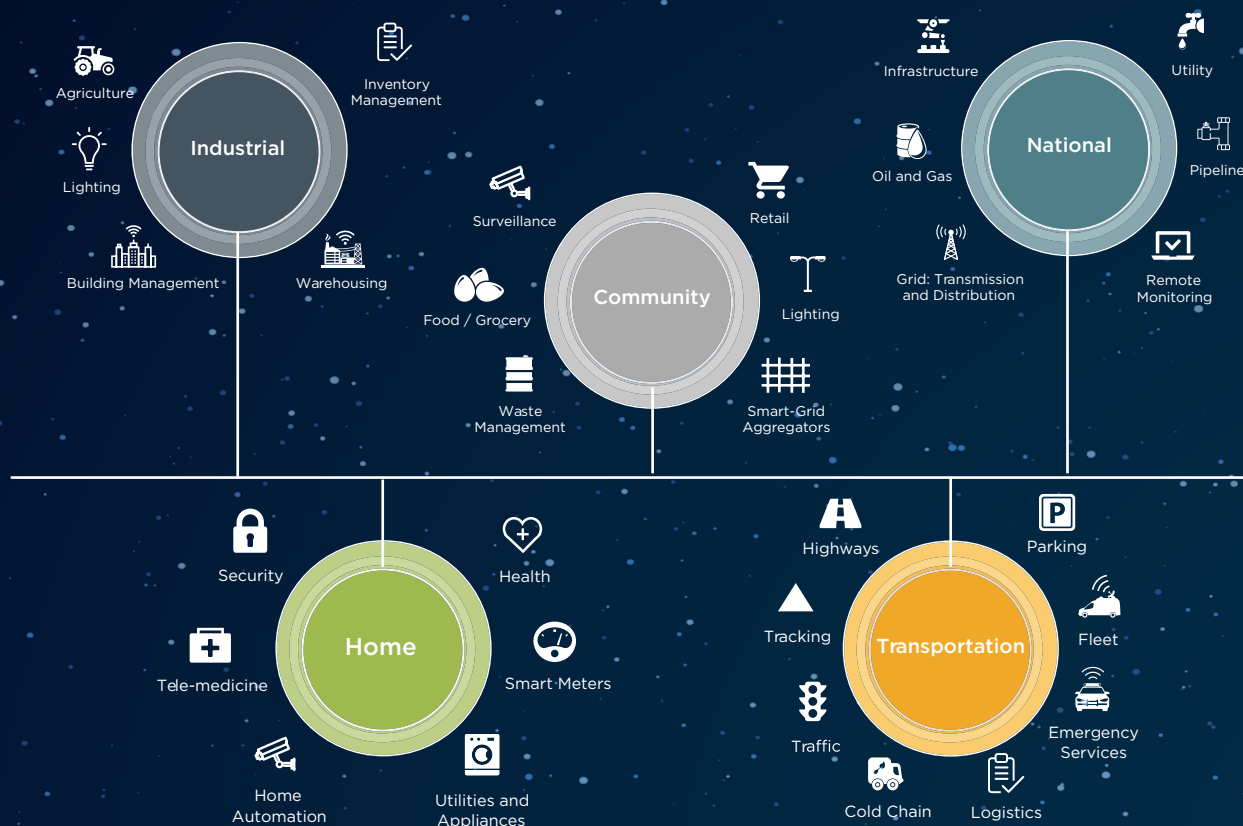 Industrial
Agriculture
Inventory
Management
Lighting
Building Management
Warehousing
Community
Surveillance
Retail
Food / Grocery
Lighting
Waste
Management
Smart-Grid
Aggregators
National
Infrastructure
Utility
Oil and Gas
Pipeline
Grid: Transmission
and Distribution
Remote
Monitoring
Home
Security
Health
Tele-medicine
Smart Meters
Home
Automation
Utilities and
Appliances
Transportation
Highways
P
Parking
Tracking
Fleet
Traffic
Emergency
Services
Cold Chain
Logistics